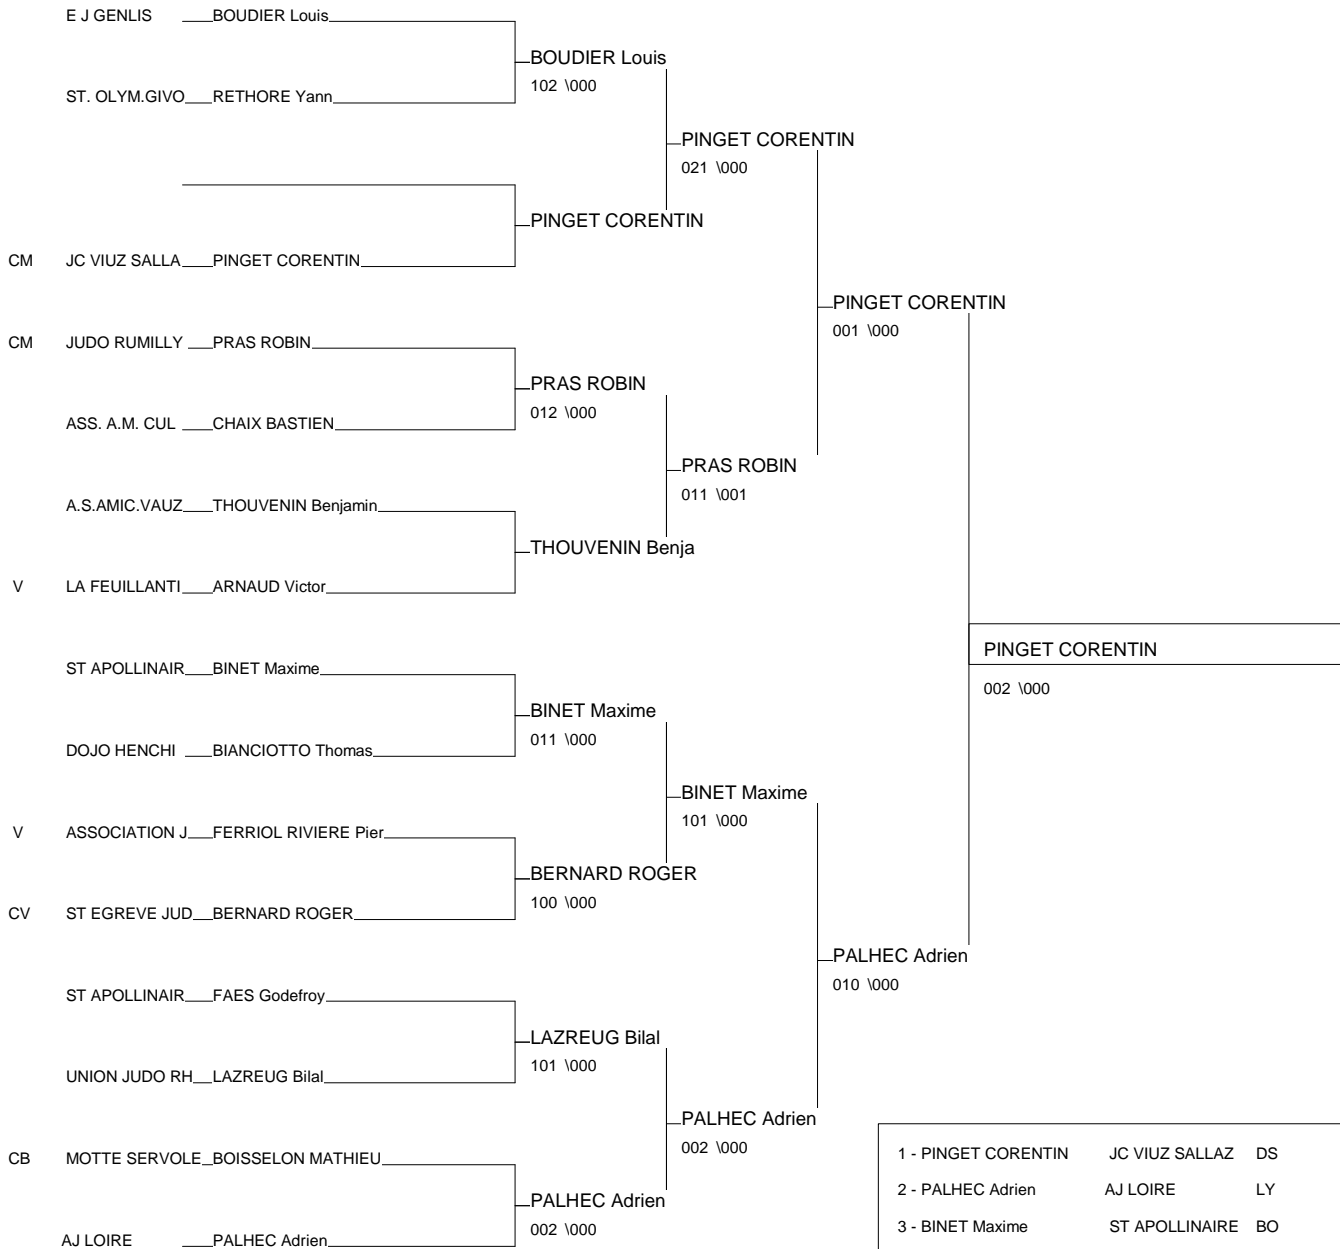 E J GENLIS BOUDIER Louis
BOUDIER Louis
102 \000
ST. OLYM.GIVO RETHORE Yann
PINGET CORENTIN
021 \000
PINGET CORENTIN
CM JC VIUZ SALLA PINGET CORENTIN
PINGET CORENTIN
001 \000
CM JUDO RUMILLY PRAS ROBIN
PRAS ROBIN
012 \000
ASS. A.M. CUL CHAIX BASTIEN
PRAS ROBIN
011 \001
A.S.AMIC.VAUZ THOUVENIN Benjamin
THOUVENIN Benja
V LA FEUILLANTI ARNAUD Victor
PINGET CORENTIN
002 \000
ST APOLLINAIR BINET Maxime
BINET Maxime
011 \000
DOJO HENCHI BIANCIOTTO Thomas
BINET Maxime
101 \000
V ASSOCIATION J FERRIOL RIVIERE Pier
BERNARD ROGER
100 \000
CV ST EGREVE JUD BERNARD ROGER
PALHEC Adrien
010 \000
ST APOLLINAIR FAES Godefroy
LAZREUG Bilal
101 \000
UNION JUDO RH LAZREUG Bilal
PALHEC Adrien
002 \000
CB MOTTE SERVOLE BOISSELON MATHIEU
PALHEC Adrien
002 \000
AJ LOIRE PALHEC Adrien
1 - PINGET CORENTIN JC VIUZ SALLAZ DS
2 - PALHEC Adrien AJ LOIRE LY
3 - BINET Maxime ST APOLLINAIRE BO